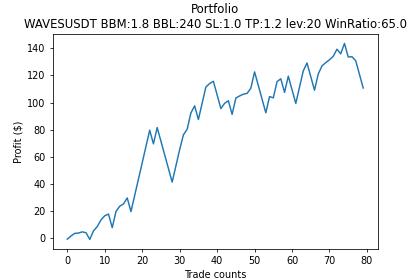 Portfolio
WAVESUSDT BBM:1.8 BBL:240 SL:1.0 TP:1.2 lev:20 WinRatio:65.0
140
120
100
80
60
40
20
0
Profit ($)
0 10 20 30 40 50 60 70 80
Trade counts